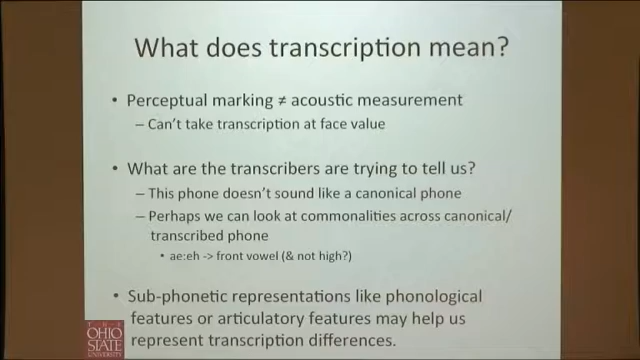 What does transcription mean?
• Perceptual marking ≠ acoustic measurement
– Can't take transcription at face value
• What are the transcribers are trying to tell us?
– This phone doesn't sound like a canonical phone
– Perhaps we can look at commonalities across canonical/
transcribed phone
• ae:eh -> front vowel (& not high?)
• Sub-phonetic representations like phonological
features or articulatory features may help us
represent transcription differences.
T · H · E
OHIO
STATE
UNIVERSITY